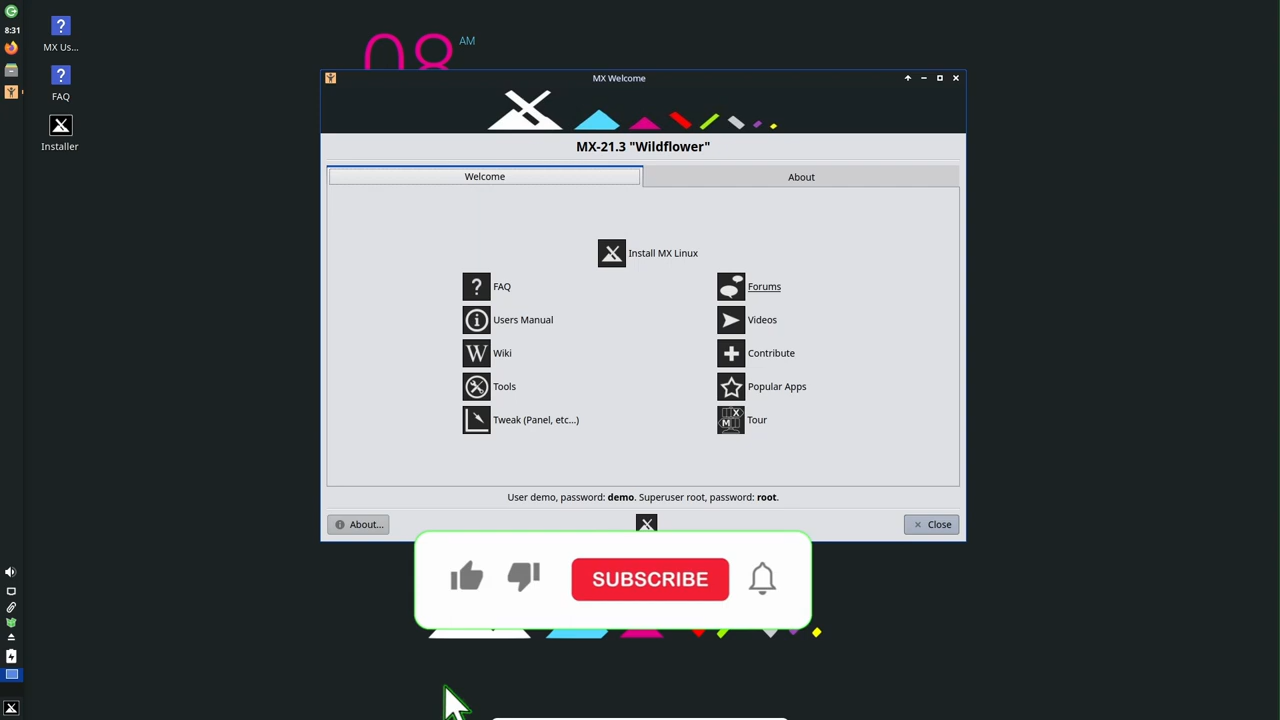 8:31
MX Us...
FAQ
Installer
08
AM
MX Welcome
MX-21.3 "Wildflower"
Welcome
About
Install MX Linux
FAQ
Forums
Users Manual
Videos
Wiki
Contribute
Tools
Popular Apps
Tweak (Panel, etc...)
Tour
User demo, password: demo. Superuser root, password: root.
About...
Close
SUBSCRIBE